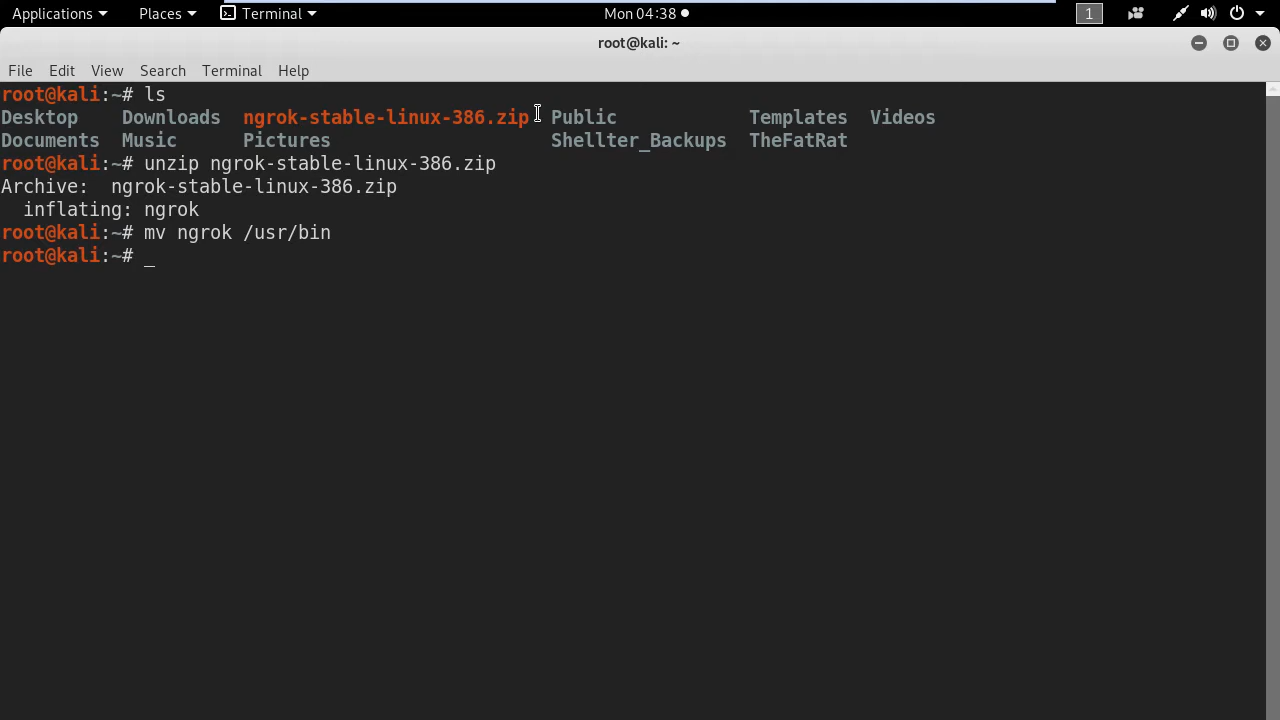 Applications Places Terminal Mon 04:38 1
root@kali: ~
File Edit View Search Terminal Help
root@kali:~# ls
Desktop Downloads ngrok-stable-linux-386.zip Public Templates Videos
Documents Music Pictures Shellter_Backups TheFatRat
root@kali:~# unzip ngrok-stable-linux-386.zip
Archive:  ngrok-stable-linux-386.zip
  inflating: ngrok
root@kali:~# mv ngrok /usr/bin
root@kali:~# _